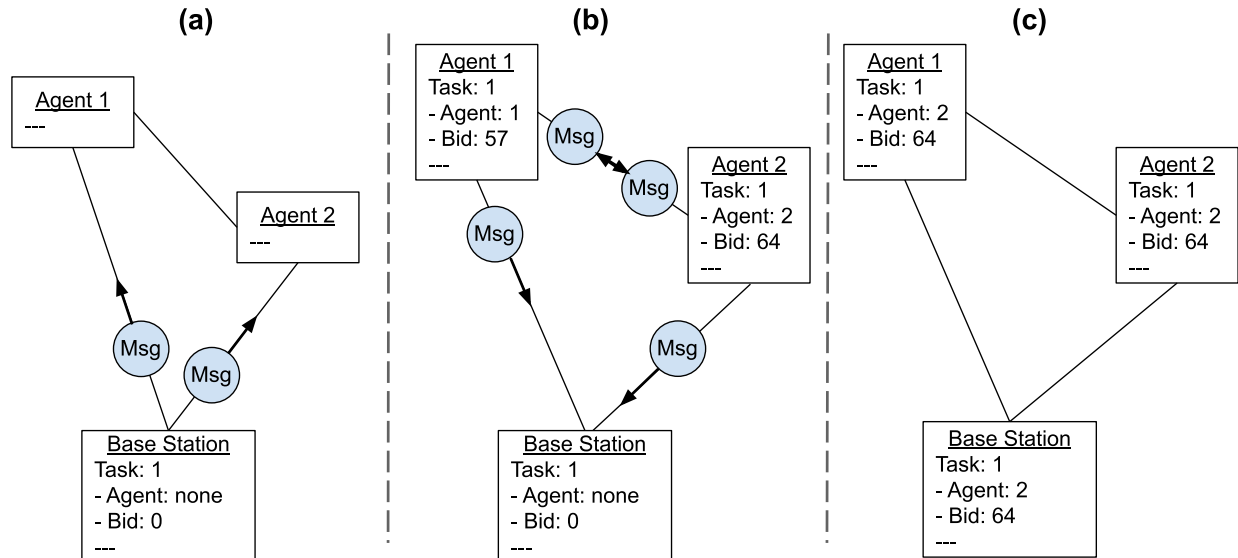 (a)
Agent 1
---
Agent 2
---
Msg
Msg
Base Station
Task: 1
- Agent: none
- Bid: 0
---
(b)
Agent 1
Task: 1
- Agent: 1
- Bid: 57
---
Msg
Msg
Agent 2
Task: 1
- Agent: 2
- Bid: 64
---
Msg
Msg
Base Station
Task: 1
- Agent: none
- Bid: 0
---
(c)
Agent 1
Task: 1
- Agent: 2
- Bid: 64
---
Agent 2
Task: 1
- Agent: 2
- Bid: 64
---
Base Station
Task: 1
- Agent: 2
- Bid: 64
---